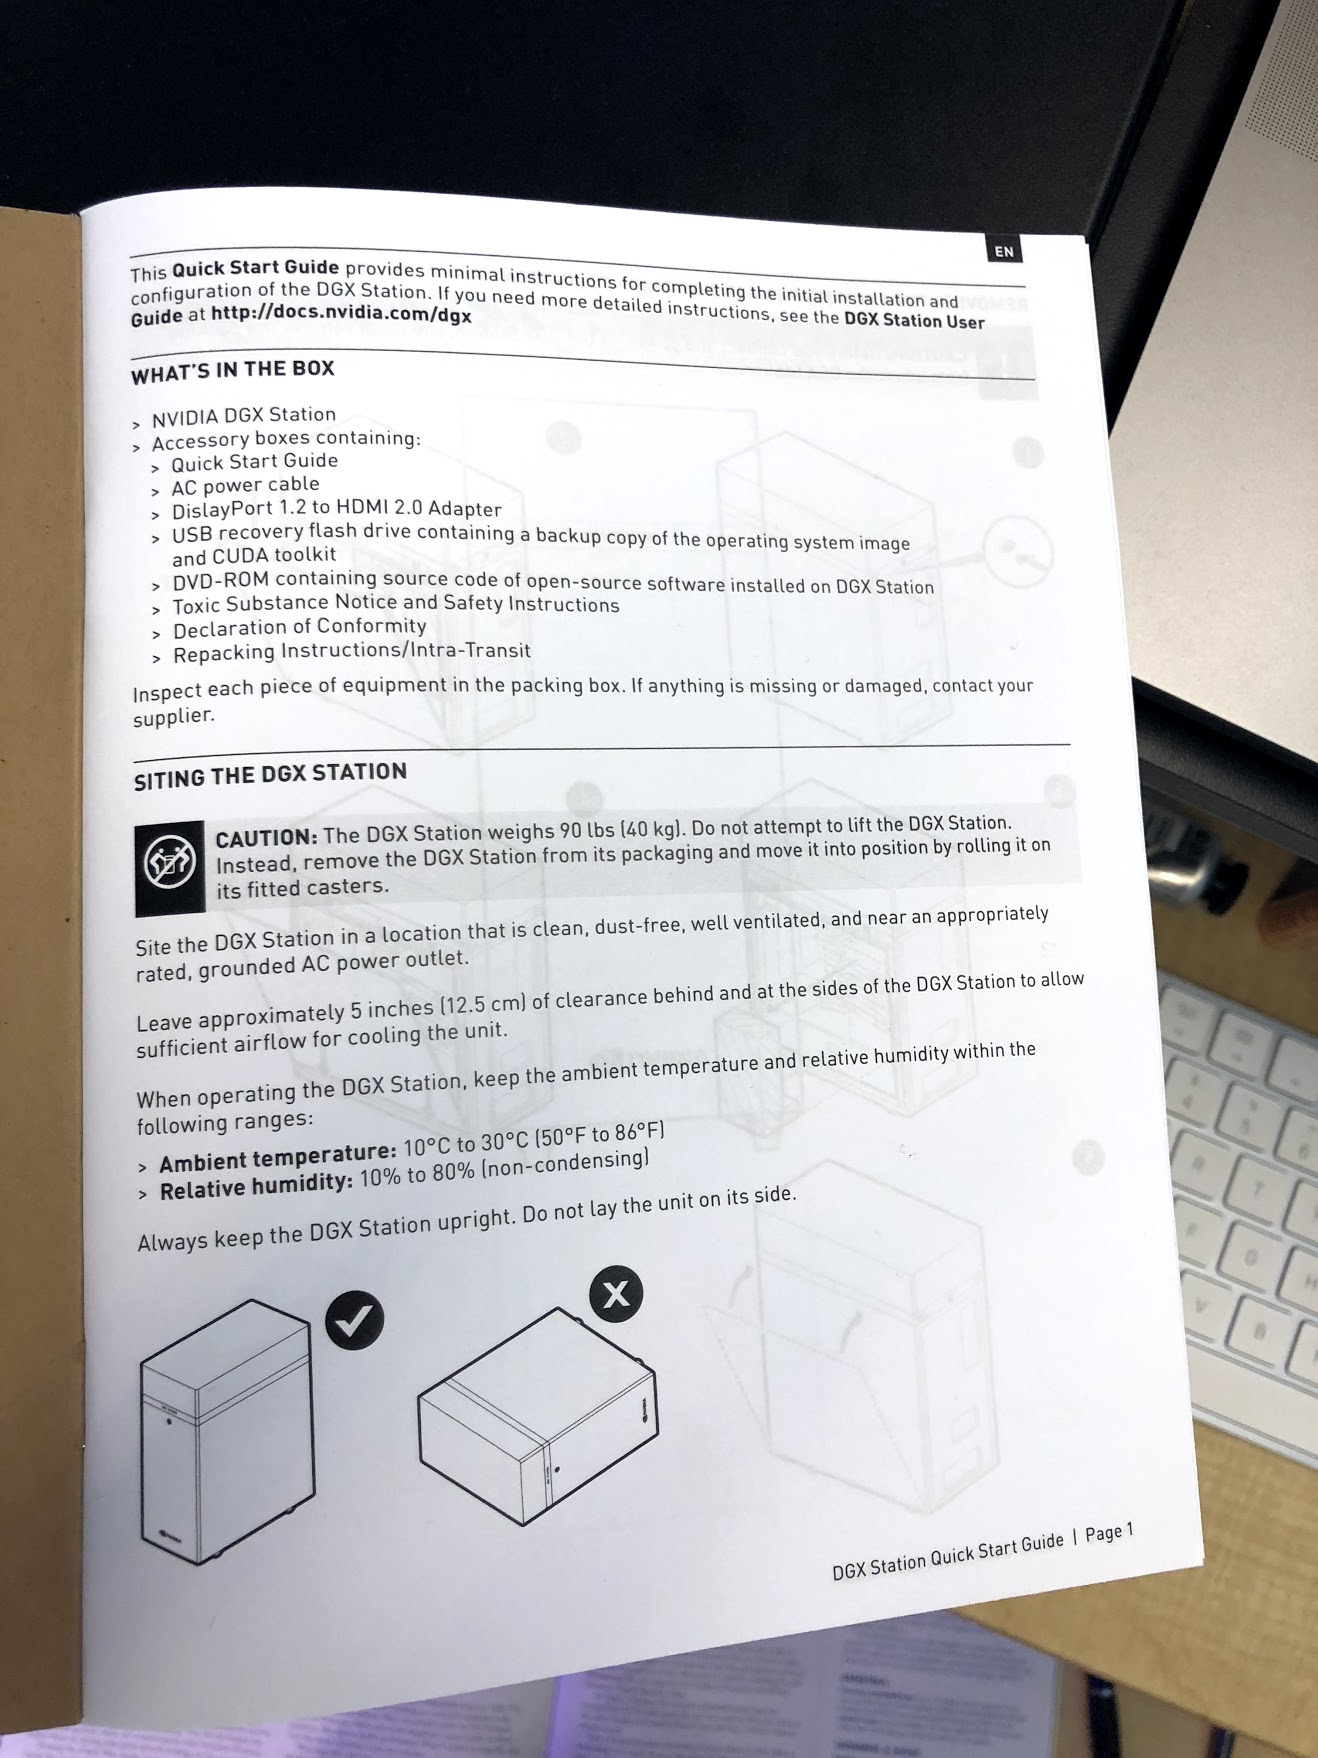 EN
This Quick Start Guide provides minimal instructions for completing the initial installation and
configuration of the DGX Station. If you need more detailed instructions, see the DGX Station User
Guide at http://docs.nvidia.com/dgx
WHAT'S IN THE BOX
> NVIDIA DGX Station
> Accessory boxes containing:
> Quick Start Guide
> AC power cable
> DislayPort 1.2 to HDMI 2.0 Adapter
> USB recovery flash drive containing a backup copy of the operating system image
and CUDA toolkit
> DVD-ROM containing source code of open-source software installed on DGX Station
> Toxic Substance Notice and Safety Instructions
> Declaration of Conformity
> Repacking Instructions/Intra-Transit
Inspect each piece of equipment in the packing box. If anything is missing or damaged, contact your
supplier.
SITING THE DGX STATION
CAUTION: The DGX Station weighs 90 lbs (40 kg). Do not attempt to lift the DGX Station.
Instead, remove the DGX Station from its packaging and move it into position by rolling it on
its fitted casters.
Site the DGX Station in a location that is clean, dust-free, well ventilated, and near an appropriately
rated, grounded AC power outlet.
Leave approximately 5 inches (12.5 cm) of clearance behind and at the sides of the DGX Station to allow
sufficient airflow for cooling the unit.
When operating the DGX Station, keep the ambient temperature and relative humidity within the
following ranges:
> Ambient temperature: 10°C to 30°C (50°F to 86°F)
> Relative humidity: 10% to 80% (non-condensing)
Always keep the DGX Station upright. Do not lay the unit on its side.
X
DGX Station Quick Start Guide | Page 1